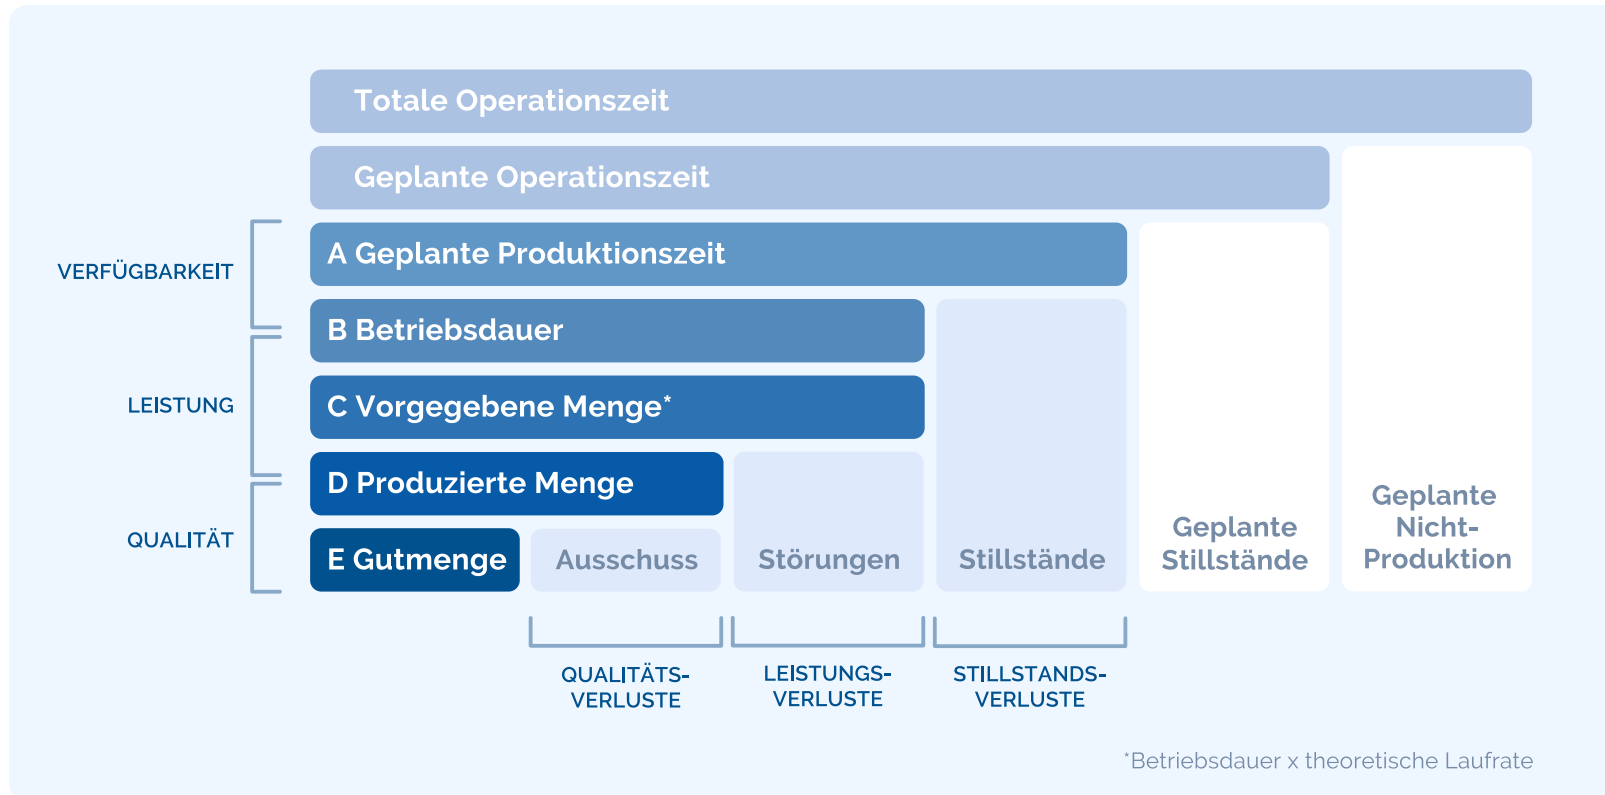 Totale Operationszeit
Geplante Operationszeit
VERFÜGBARKEIT
A Geplante Produktionszeit
B Betriebsdauer
LEISTUNG
C Vorgegebene Menge*
D Produzierte Menge
QUALITÄT
E Gutmenge
Ausschuss
Störungen
Stillstände
Geplante
Stillstände
Geplante
Nicht-
Produktion
QUALITÄTS-
VERLUSTE
LEISTUNGS-
VERLUSTE
STILLSTANDS-
VERLUSTE
*Betriebsdauer x theoretische Laufrate